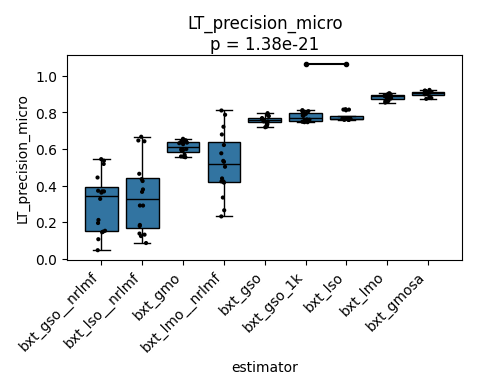 LT_precision_micro
p = 1.38e-21
LT_precision_micro
1.0
0.8
0.6
0.4
0.2
0.0
bxt_gso__nrlmf
bxt_lso__nrlmf
bxt_gmo
bxt_lmo__nrlmf
bxt_gso
bxt_gso_1k
bxt_lso
bxt_lmo
bxt_gmosa
estimator